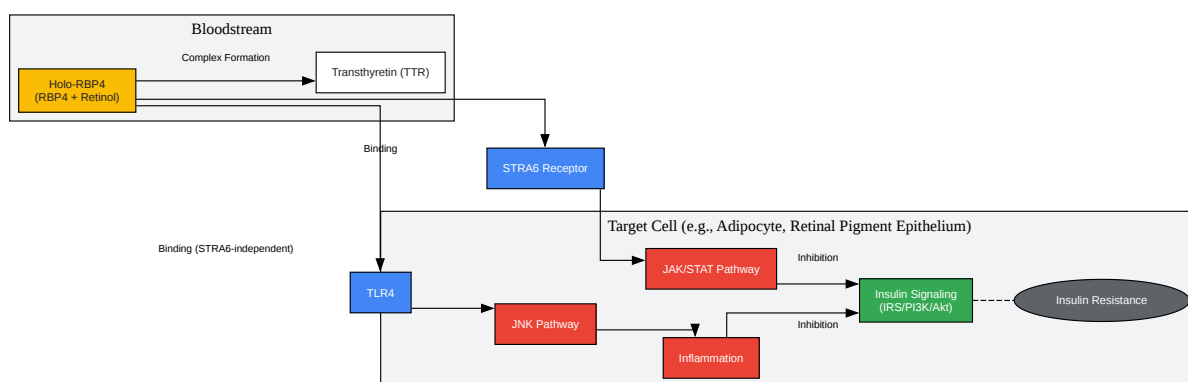 Bloodstream
Complex Formation
Holo-RBP4
(RBP4 + Retinol)
Transthyretin (TTR)
Binding
STRA6 Receptor
Target Cell (e.g., Adipocyte, Retinal Pigment Epithelium)
Binding (STRA6-independent)
JAK/STAT Pathway
Inhibition
TLR4
Insulin Signaling
(IRS/PI3K/Akt)
Insulin Resistance
JNK Pathway
Inhibition
Inflammation